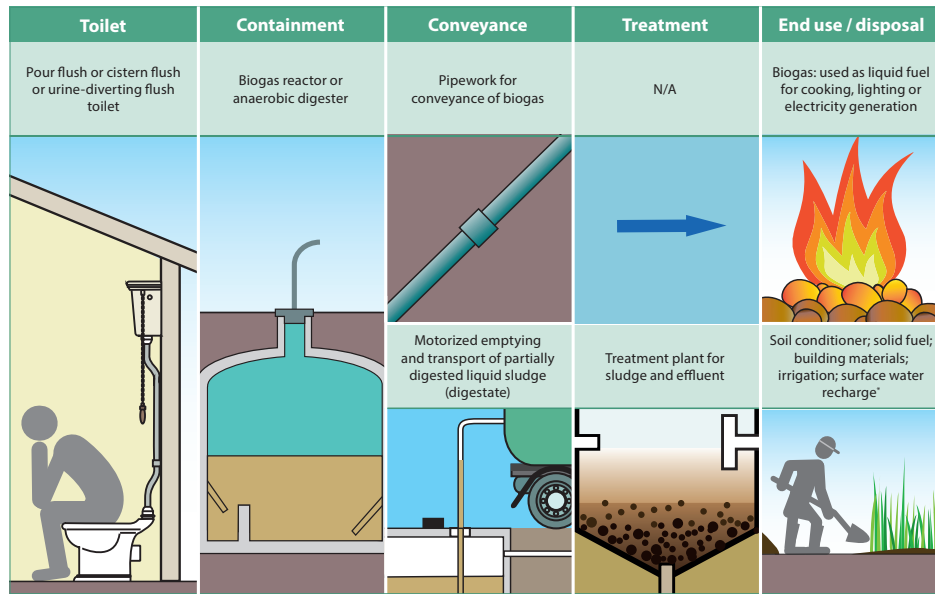 Toilet
Containment
Conveyance
Treatment
End use / disposal
Pour flush or cistern flush
or urine-diverting flush
toilet
Biogas reactor or
anaerobic digester
Pipework for
conveyance of biogas
N/A
Biogas: used as liquid fuel
for cooking, lighting or
electricity generation
Motorized emptying
and transport of partially
digested liquid sludge
(digestate)
Treatment plant for
sludge and effluent
Soil conditioner; solid fuel;
building materials;
irrigation; surface water
recharge*